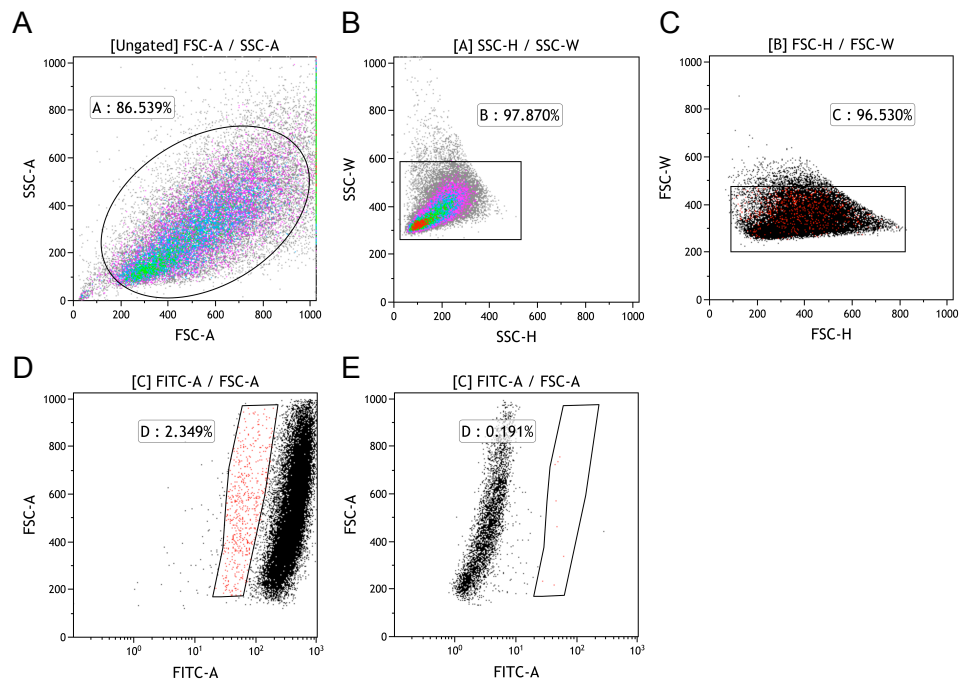 A
[Ungated] FSC-A / SSC-A
A : 86.539%
SSC-A
1000
800
600
400
200
0
0 200 400 600 800 1000
FSC-A
B
[A] SSC-H / SSC-W
B : 97.870%
SSC-W
1000
800
600
400
200
0
0 200 400 600 800 1000
SSC-H
C
[B] FSC-H / FSC-W
C : 96.530%
FSC-W
1000
800
600
400
200
0
0 200 400 600 800 1000
FSC-H
D
[C] FITC-A / FSC-A
D : 2.349%
FSC-A
1000
800
600
400
200
0
10⁰ 10¹ 10² 10³
FITC-A
E
[C] FITC-A / FSC-A
D : 0.191%
FSC-A
1000
800
600
400
200
0
10⁰ 10¹ 10² 10³
FITC-A